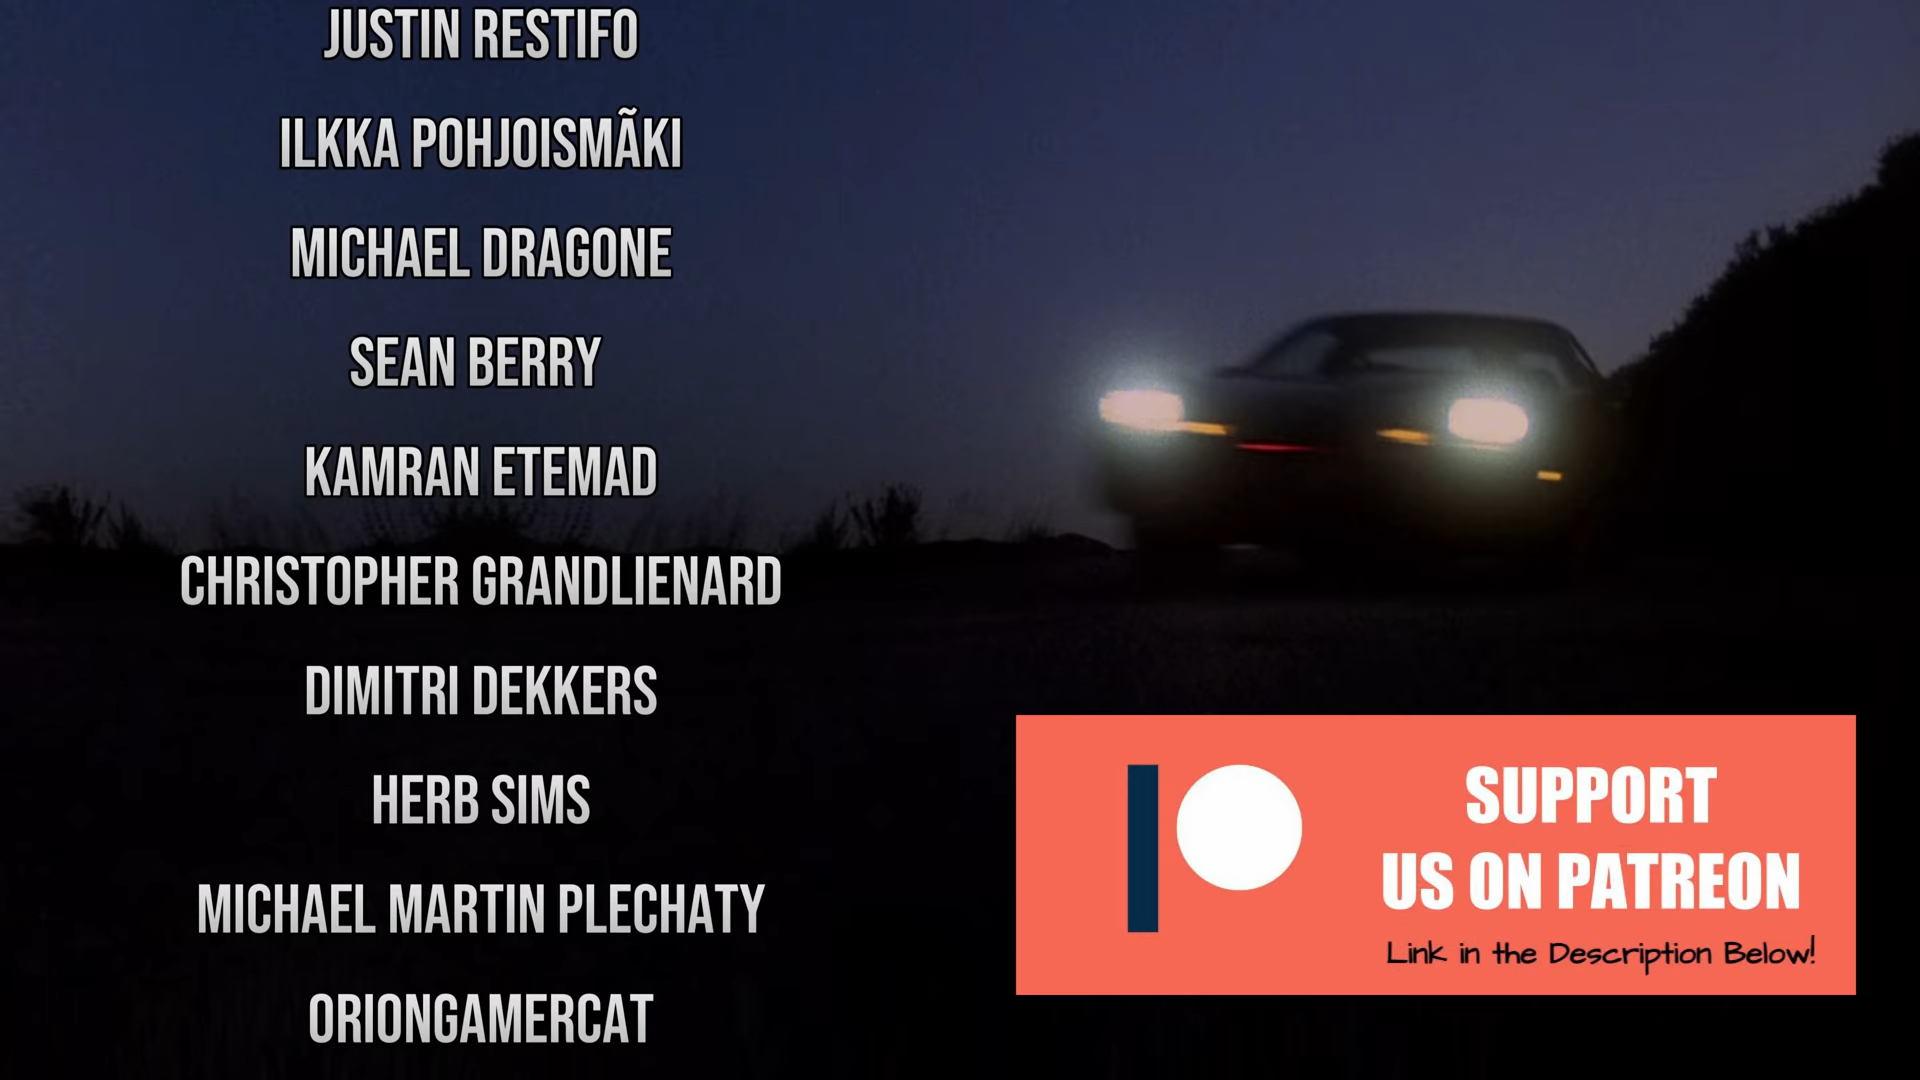 JUSTIN RESTIFO
ILKKA POHJOISMÃKI
MICHAEL DRAGONE
SEAN BERRY
KAMRAN ETEMAD
CHRISTOPHER GRANDLIENARD
DIMITRI DEKKERS
HERB SIMS
MICHAEL MARTIN PLECHATY
ORIONGAMERCAT
SUPPORT
US ON PATREON
Link in the Description Below!